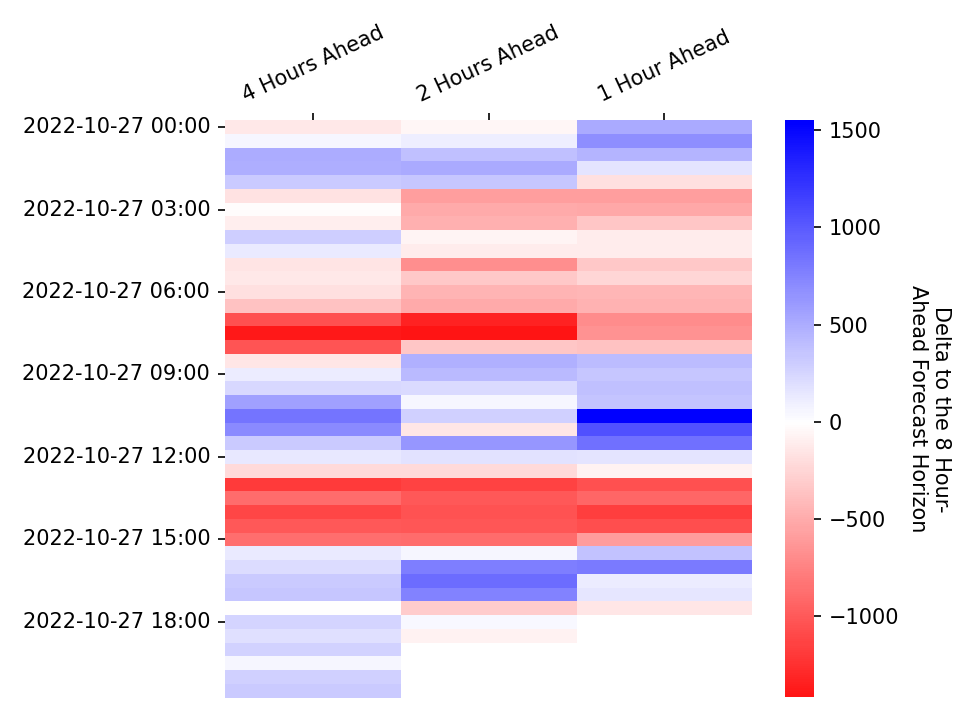 4 Hours Ahead
2 Hours Ahead
1 Hour Ahead
2022-10-27 00:00
2022-10-27 03:00
2022-10-27 06:00
2022-10-27 09:00
2022-10-27 12:00
2022-10-27 15:00
2022-10-27 18:00
1500
1000
500
0
−500
−1000
Delta to the 8 Hour-
Ahead Forecast Horizon